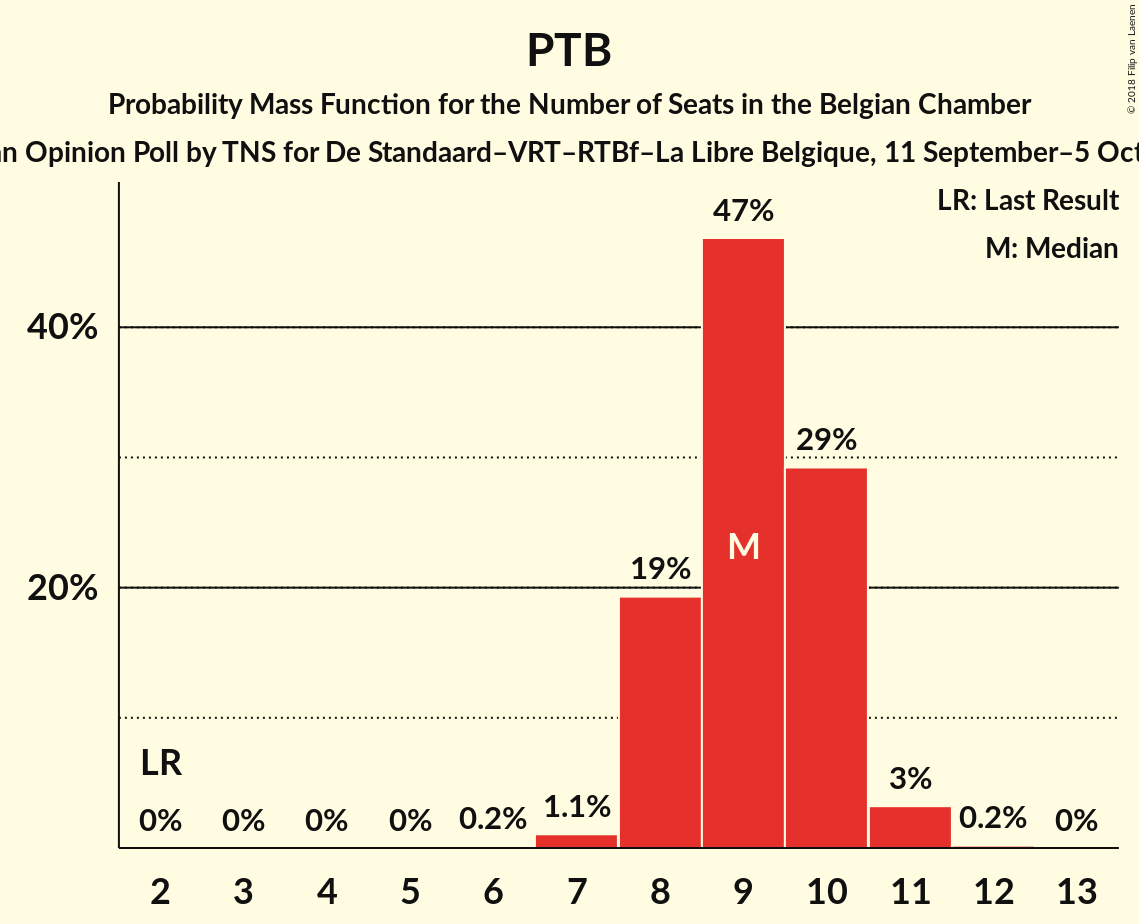 PTB
Probability Mass Function for the Number of Seats in the Belgian Chamber
Opinion Poll by TNS for De Standaard–VRT–RTBf–La Libre Belgique, 11 September–5
© 2018 Filip van Laenen
LR: Last Result
M: Median
47%
40%
29%
M
19%
20%
LR
3%
0% 0% 0% 0% 0.2% 1.1% 0.2% 0%
2 3 4 5 6 7 8 9 10 11 12 13